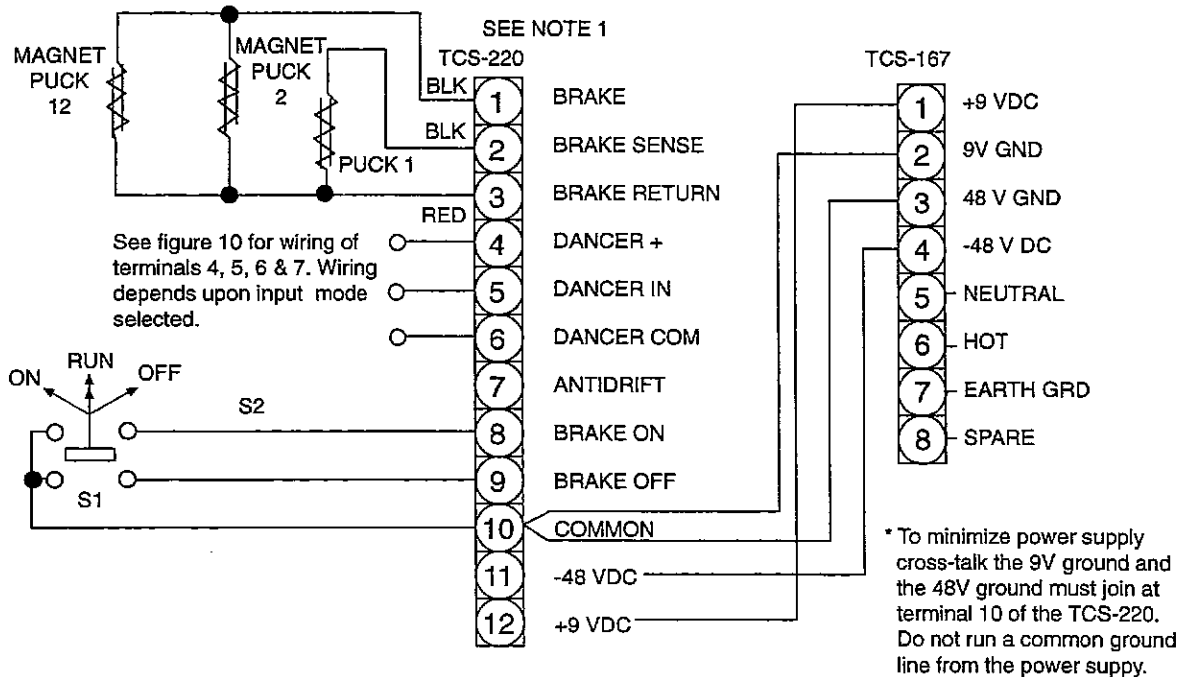 SEE NOTE 1
MAGNET
PUCK
12
MAGNET
PUCK
2
PUCK 1
BLK
BLK
RED
TCS-220
1 BRAKE
2 BRAKE SENSE
3 BRAKE RETURN
4 DANCER +
5 DANCER IN
6 DANCER COM
7 ANTIDRIFT
8 BRAKE ON
9 BRAKE OFF
10 COMMON
11 -48 VDC
12 +9 VDC
See figure 10 for wiring of
terminals 4, 5, 6 & 7. Wiring
depends upon input mode
selected.
ON
RUN
OFF
S2
S1
TCS-167
1 +9 VDC
2 9V GND
3 48 V GND
4 -48 V DC
5 NEUTRAL
6 HOT
7 EARTH GRD
8 SPARE
* To minimize power supply
cross-talk the 9V ground and
the 48V ground must join at
terminal 10 of the TCS-220.
Do not run a common ground
line from the power suppy.